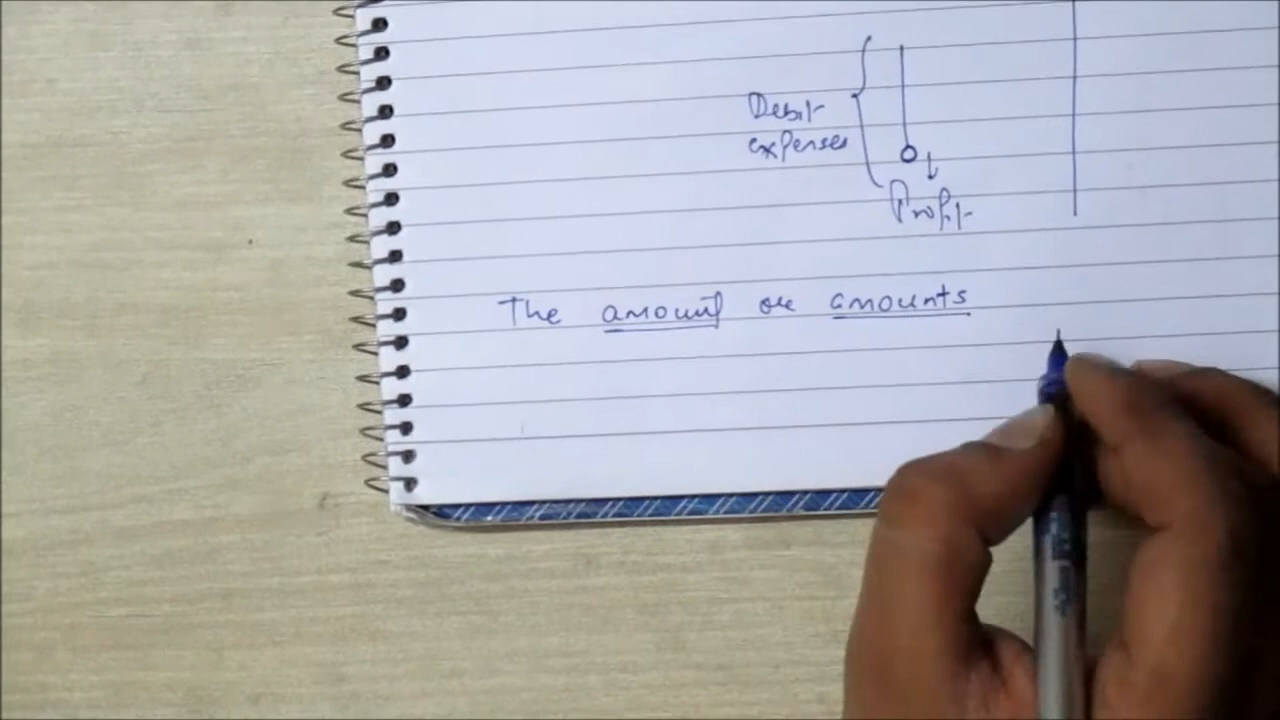 Debit
expenses
Profit
The amount or amounts